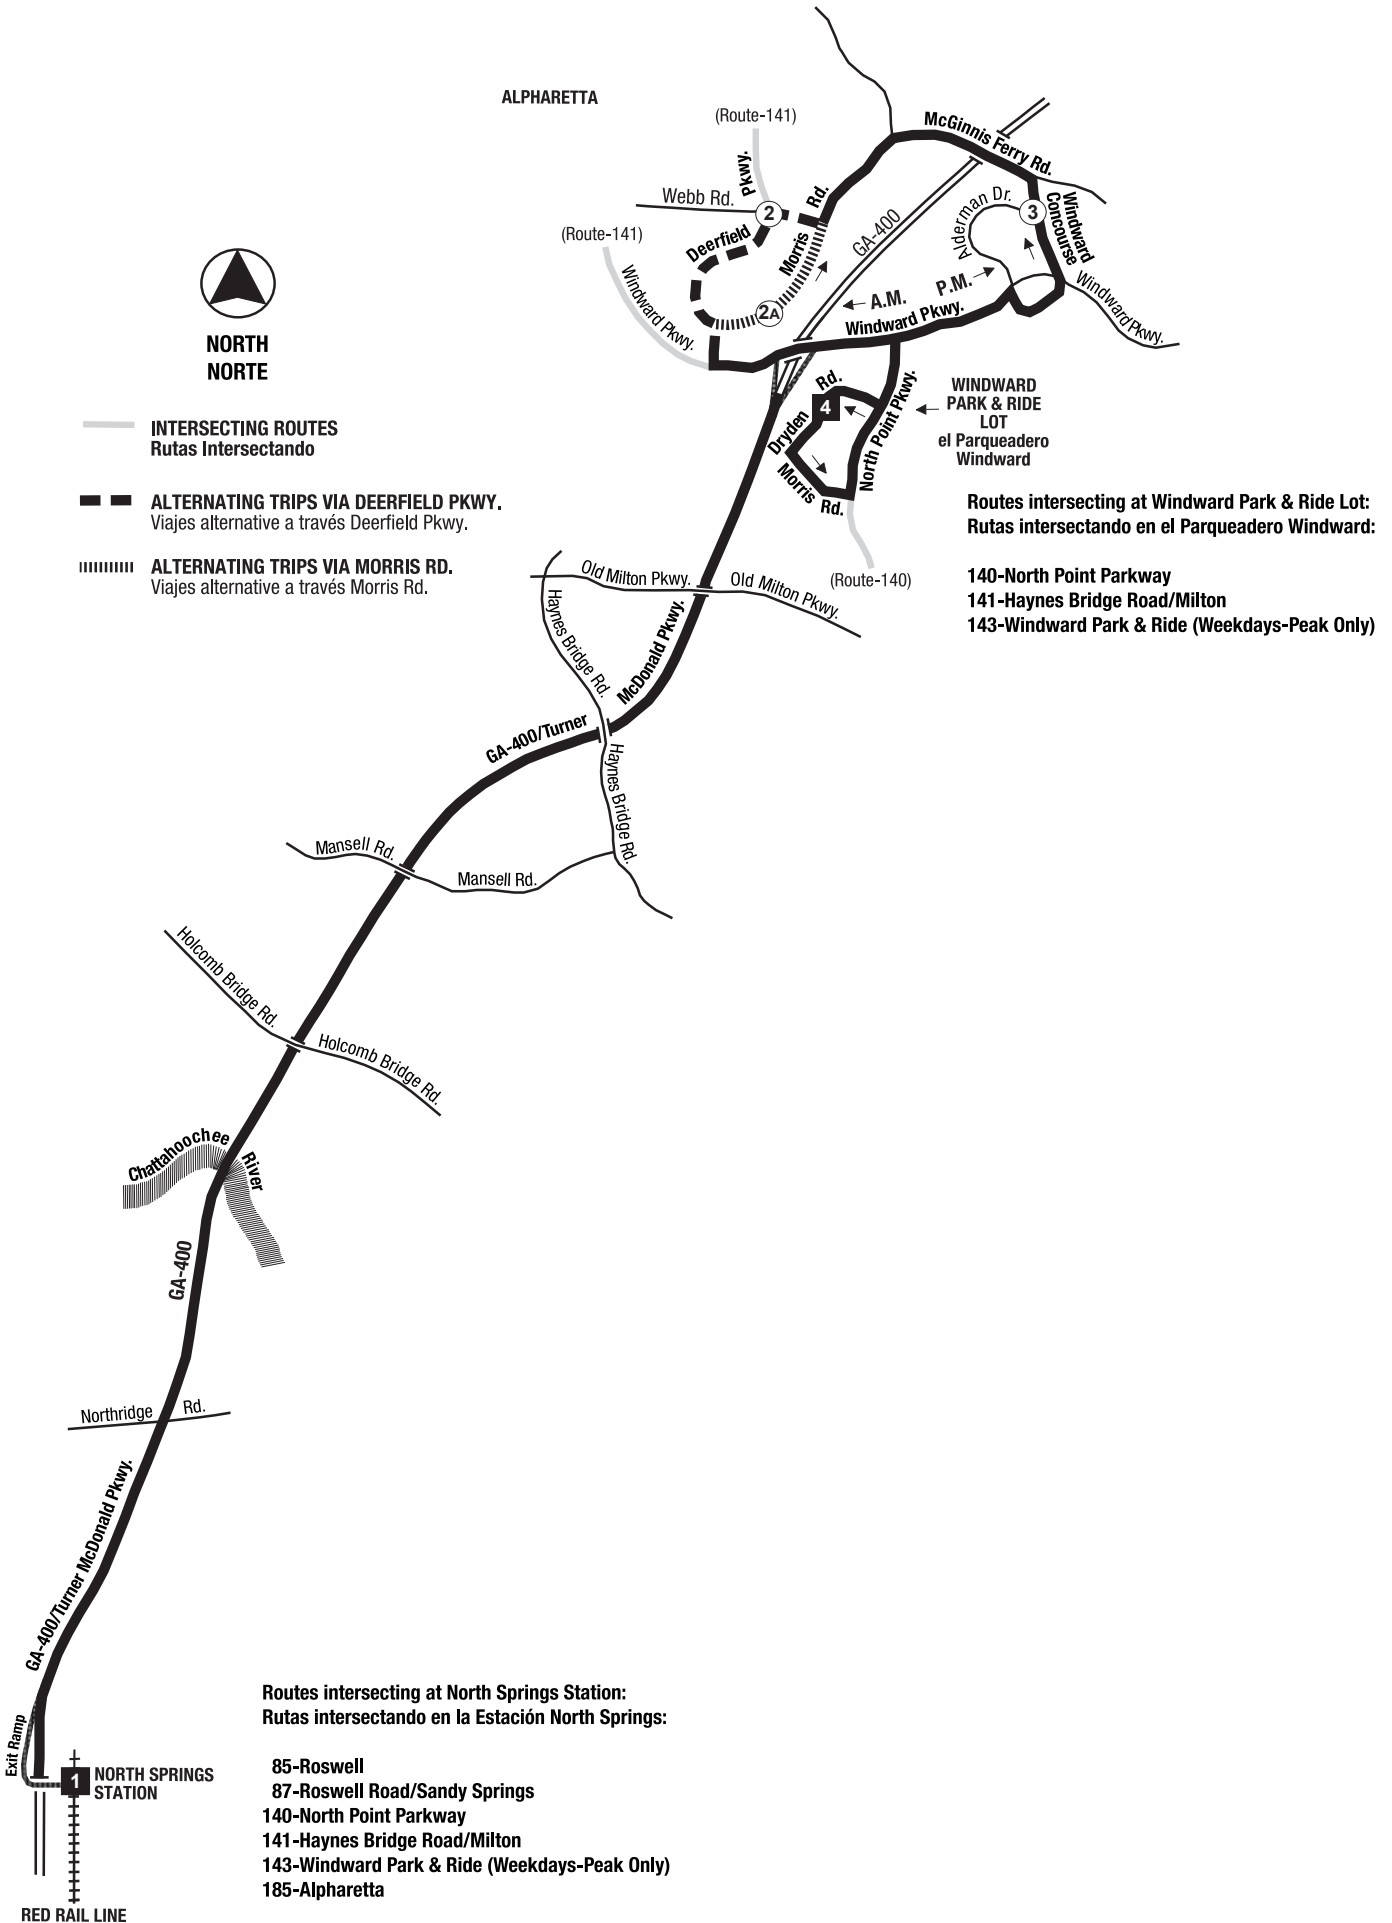 ALPHARETTA
(Route-141)
McGinnis Ferry Rd.
Pkwy.
Webb Rd.
2
Rd.
Alderman Dr.
3
Windward
Concourse
(Route-141)
Deerfield
Morris
GA-400
Windward Pkwy.
2A
A.M.
P.M.
Windward Pkwy.
Windward Pkwy.
NORTH
NORTE
INTERSECTING ROUTES
Rutas Intersectando
ALTERNATING TRIPS VIA DEERFIELD PKWY.
Viajes alternative a través Deerfield Pkwy.
ALTERNATING TRIPS VIA MORRIS RD.
Viajes alternative a través Morris Rd.
Rd.
4
Dryden
North Point Pkwy.
Morris Rd.
WINDWARD
PARK & RIDE
LOT
el Parqueadero
Windward
Routes intersecting at Windward Park & Ride Lot:
Rutas intersectando en el Parqueadero Windward:
140-North Point Parkway
141-Haynes Bridge Road/Milton
143-Windward Park & Ride (Weekdays-Peak Only)
(Route-140)
Old Milton Pkwy.
Old Milton Pkwy.
Haynes Bridge Rd.
McDonald Pkwy.
GA-400/Turner
Haynes Bridge Rd.
Mansell Rd.
Mansell Rd.
Holcomb Bridge Rd.
Holcomb Bridge Rd.
Chattahoochee
River
GA-400
Northridge Rd.
GA-400/Turner McDonald Pkwy.
Exit Ramp
1
NORTH SPRINGS
STATION
RED RAIL LINE
Routes intersecting at North Springs Station:
Rutas intersectando en la Estación North Springs:
85-Roswell
87-Roswell Road/Sandy Springs
140-North Point Parkway
141-Haynes Bridge Road/Milton
143-Windward Park & Ride (Weekdays-Peak Only)
185-Alpharetta